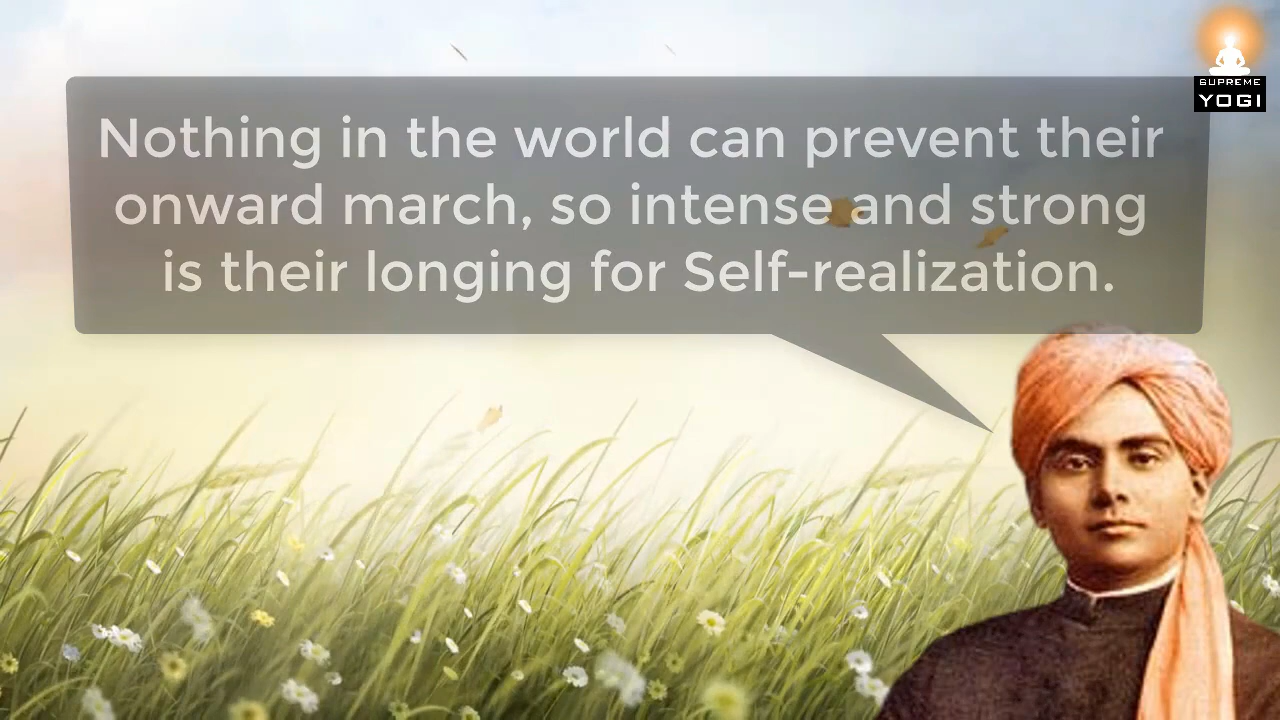 SUPREME
YOGI
Nothing in the world can prevent their
onward march, so intense and strong
is their longing for Self-realization.